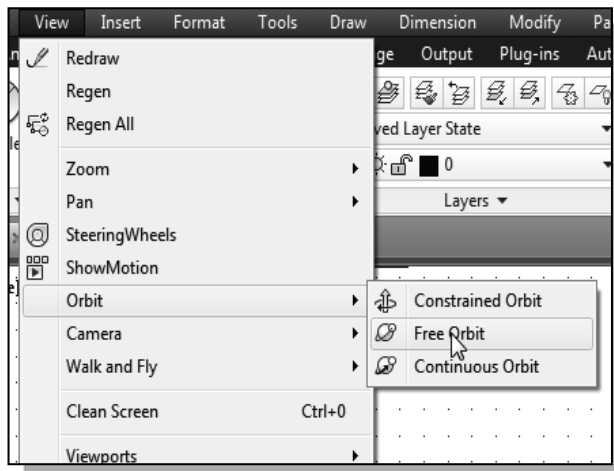 View Insert Format Tools Draw Dimension Modify Pa
ge Output Plug-ins Aut
Redraw
Regen
Regen All
ved Layer State
0
Zoom
Pan
Layers
SteeringWheels
ShowMotion
Orbit
Constrained Orbit
Camera
Free Orbit
Walk and Fly
Continuous Orbit
Clean Screen Ctrl+0
Viewports